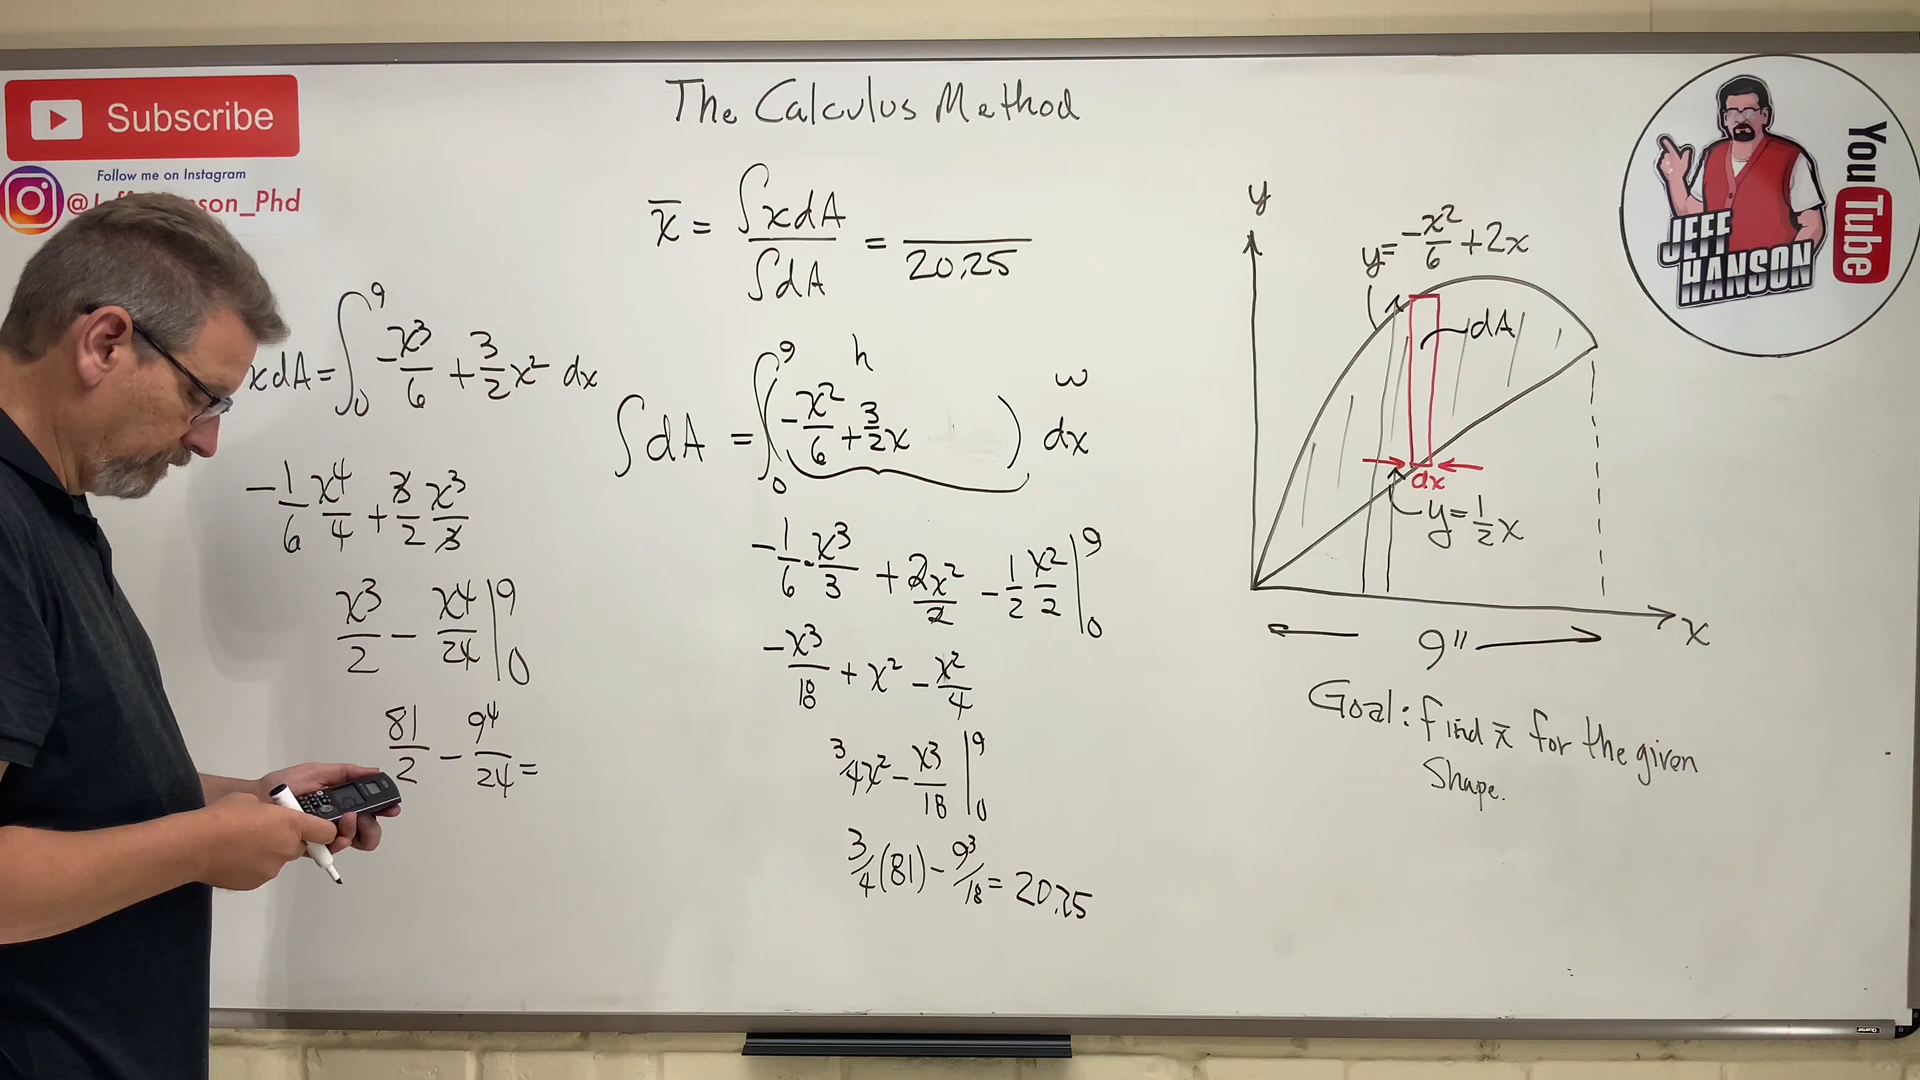 Subscribe
Follow me on Instagram
son_Phd
The Calculus Method
x̄ = ∫xdA / ∫dA = ___ / 20.25
xdA = ∫₀⁹ -x³/6 + 3/2 x² dx
-1/6 x⁴/4 + 3/2 x³/3
x³/2 - x⁴/24 |₀⁹
81/2 - 9⁴/24 =
h
w
∫dA = ∫₀⁹ (-x²/6 + 3/2 x) dx
-1/6 · x³/3 + 2x²/2 - 1/2 x²/2 |₀⁹
-x³/18 + x² - x²/4
3/4x² - x³/18 |₀⁹
3/4(81) - 9³/18 = 20.25
y
y = -x²/6 + 2x
dA
dx
y = 1/2 x
x
9"
Goal: find x̄ for the given
Shape.
JEFF
HANSON
YouTube